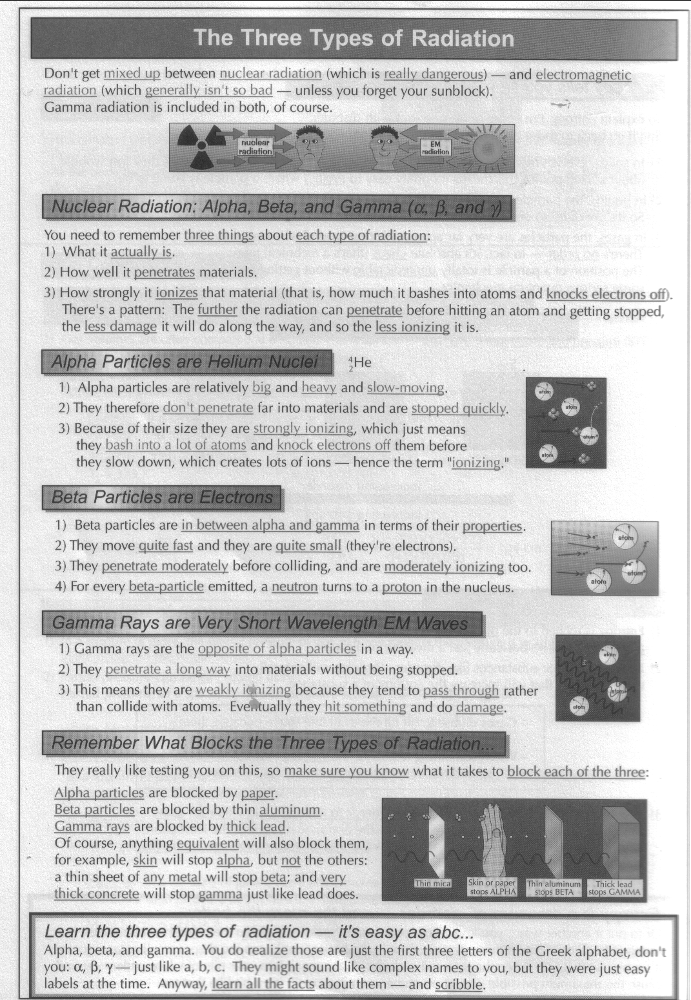 The Three Types of Radiation
Don't get mixed up between nuclear radiation (which is really dangerous) — and electromagnetic
radiation (which generally isn't so bad — unless you forget your sunblock).
Gamma radiation is included in both, of course.
nuclear
radiation
EM
radiation
Nuclear Radiation: Alpha, Beta, and Gamma (α, β, and γ)
You need to remember three things about each type of radiation:
1) What it actually is.
2) How well it penetrates materials.
3) How strongly it ionizes that material (that is, how much it bashes into atoms and knocks electrons off).
There's a pattern: The further the radiation can penetrate before hitting an atom and getting stopped,
the less damage it will do along the way, and so the less ionizing it is.
Alpha Particles are Helium Nuclei ⁴₂He
1) Alpha particles are relatively big and heavy and slow-moving.
2) They therefore don't penetrate far into materials and are stopped quickly.
3) Because of their size they are strongly ionizing, which just means
they bash into a lot of atoms and knock electrons off them before
they slow down, which creates lots of ions — hence the term "ionizing."
atom
atom
atom
atom
Beta Particles are Electrons
1) Beta particles are in between alpha and gamma in terms of their properties.
2) They move quite fast and they are quite small (they're electrons).
3) They penetrate moderately before colliding, and are moderately ionizing too.
4) For every beta-particle emitted, a neutron turns to a proton in the nucleus.
atom
atom
atom
Gamma Rays are Very Short Wavelength EM Waves
1) Gamma rays are the opposite of alpha particles in a way.
2) They penetrate a long way into materials without being stopped.
3) This means they are weakly ionizing because they tend to pass through rather
than collide with atoms. Eventually they hit something and do damage.
atom
atom
atom
Remember What Blocks the Three Types of Radiation...
They really like testing you on this, so make sure you know what it takes to block each of the three:
Alpha particles are blocked by paper.
Beta particles are blocked by thin aluminum.
Gamma rays are blocked by thick lead.
Of course, anything equivalent will also block them,
for example, skin will stop alpha, but not the others:
a thin sheet of any metal will stop beta; and very
thick concrete will stop gamma just like lead does.
Thin mica
Skin or paper
stops ALPHA
Thin aluminum
stops BETA
Thick lead
stops GAMMA
Learn the three types of radiation — it's easy as abc...
Alpha, beta, and gamma. You do realize those are just the first three letters of the Greek alphabet, don't
you: α, β, γ — just like a, b, c. They might sound like complex names to you, but they were just easy
labels at the time. Anyway, learn all the facts about them — and scribble.